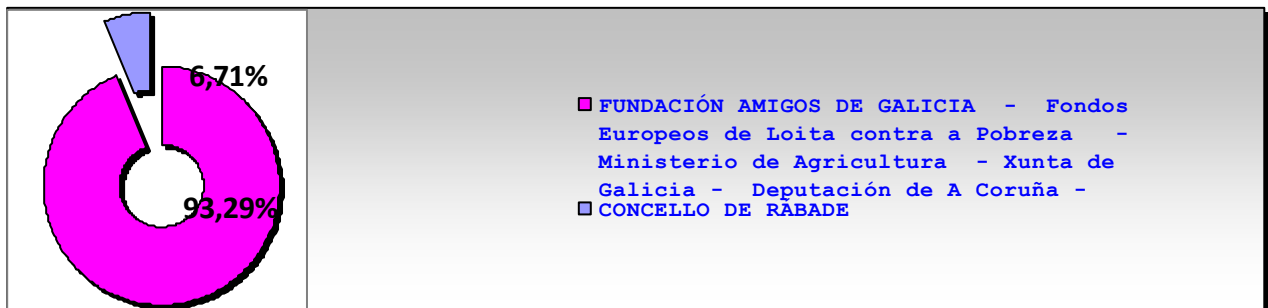 6,71%
93,29%
FUNDACIÓN AMIGOS DE GALICIA - Fondos
Europeos de Loita contra a Pobreza -
Ministerio de Agricultura - Xunta de
Galicia - Deputación de A Coruña -
CONCELLO DE RÁBADE